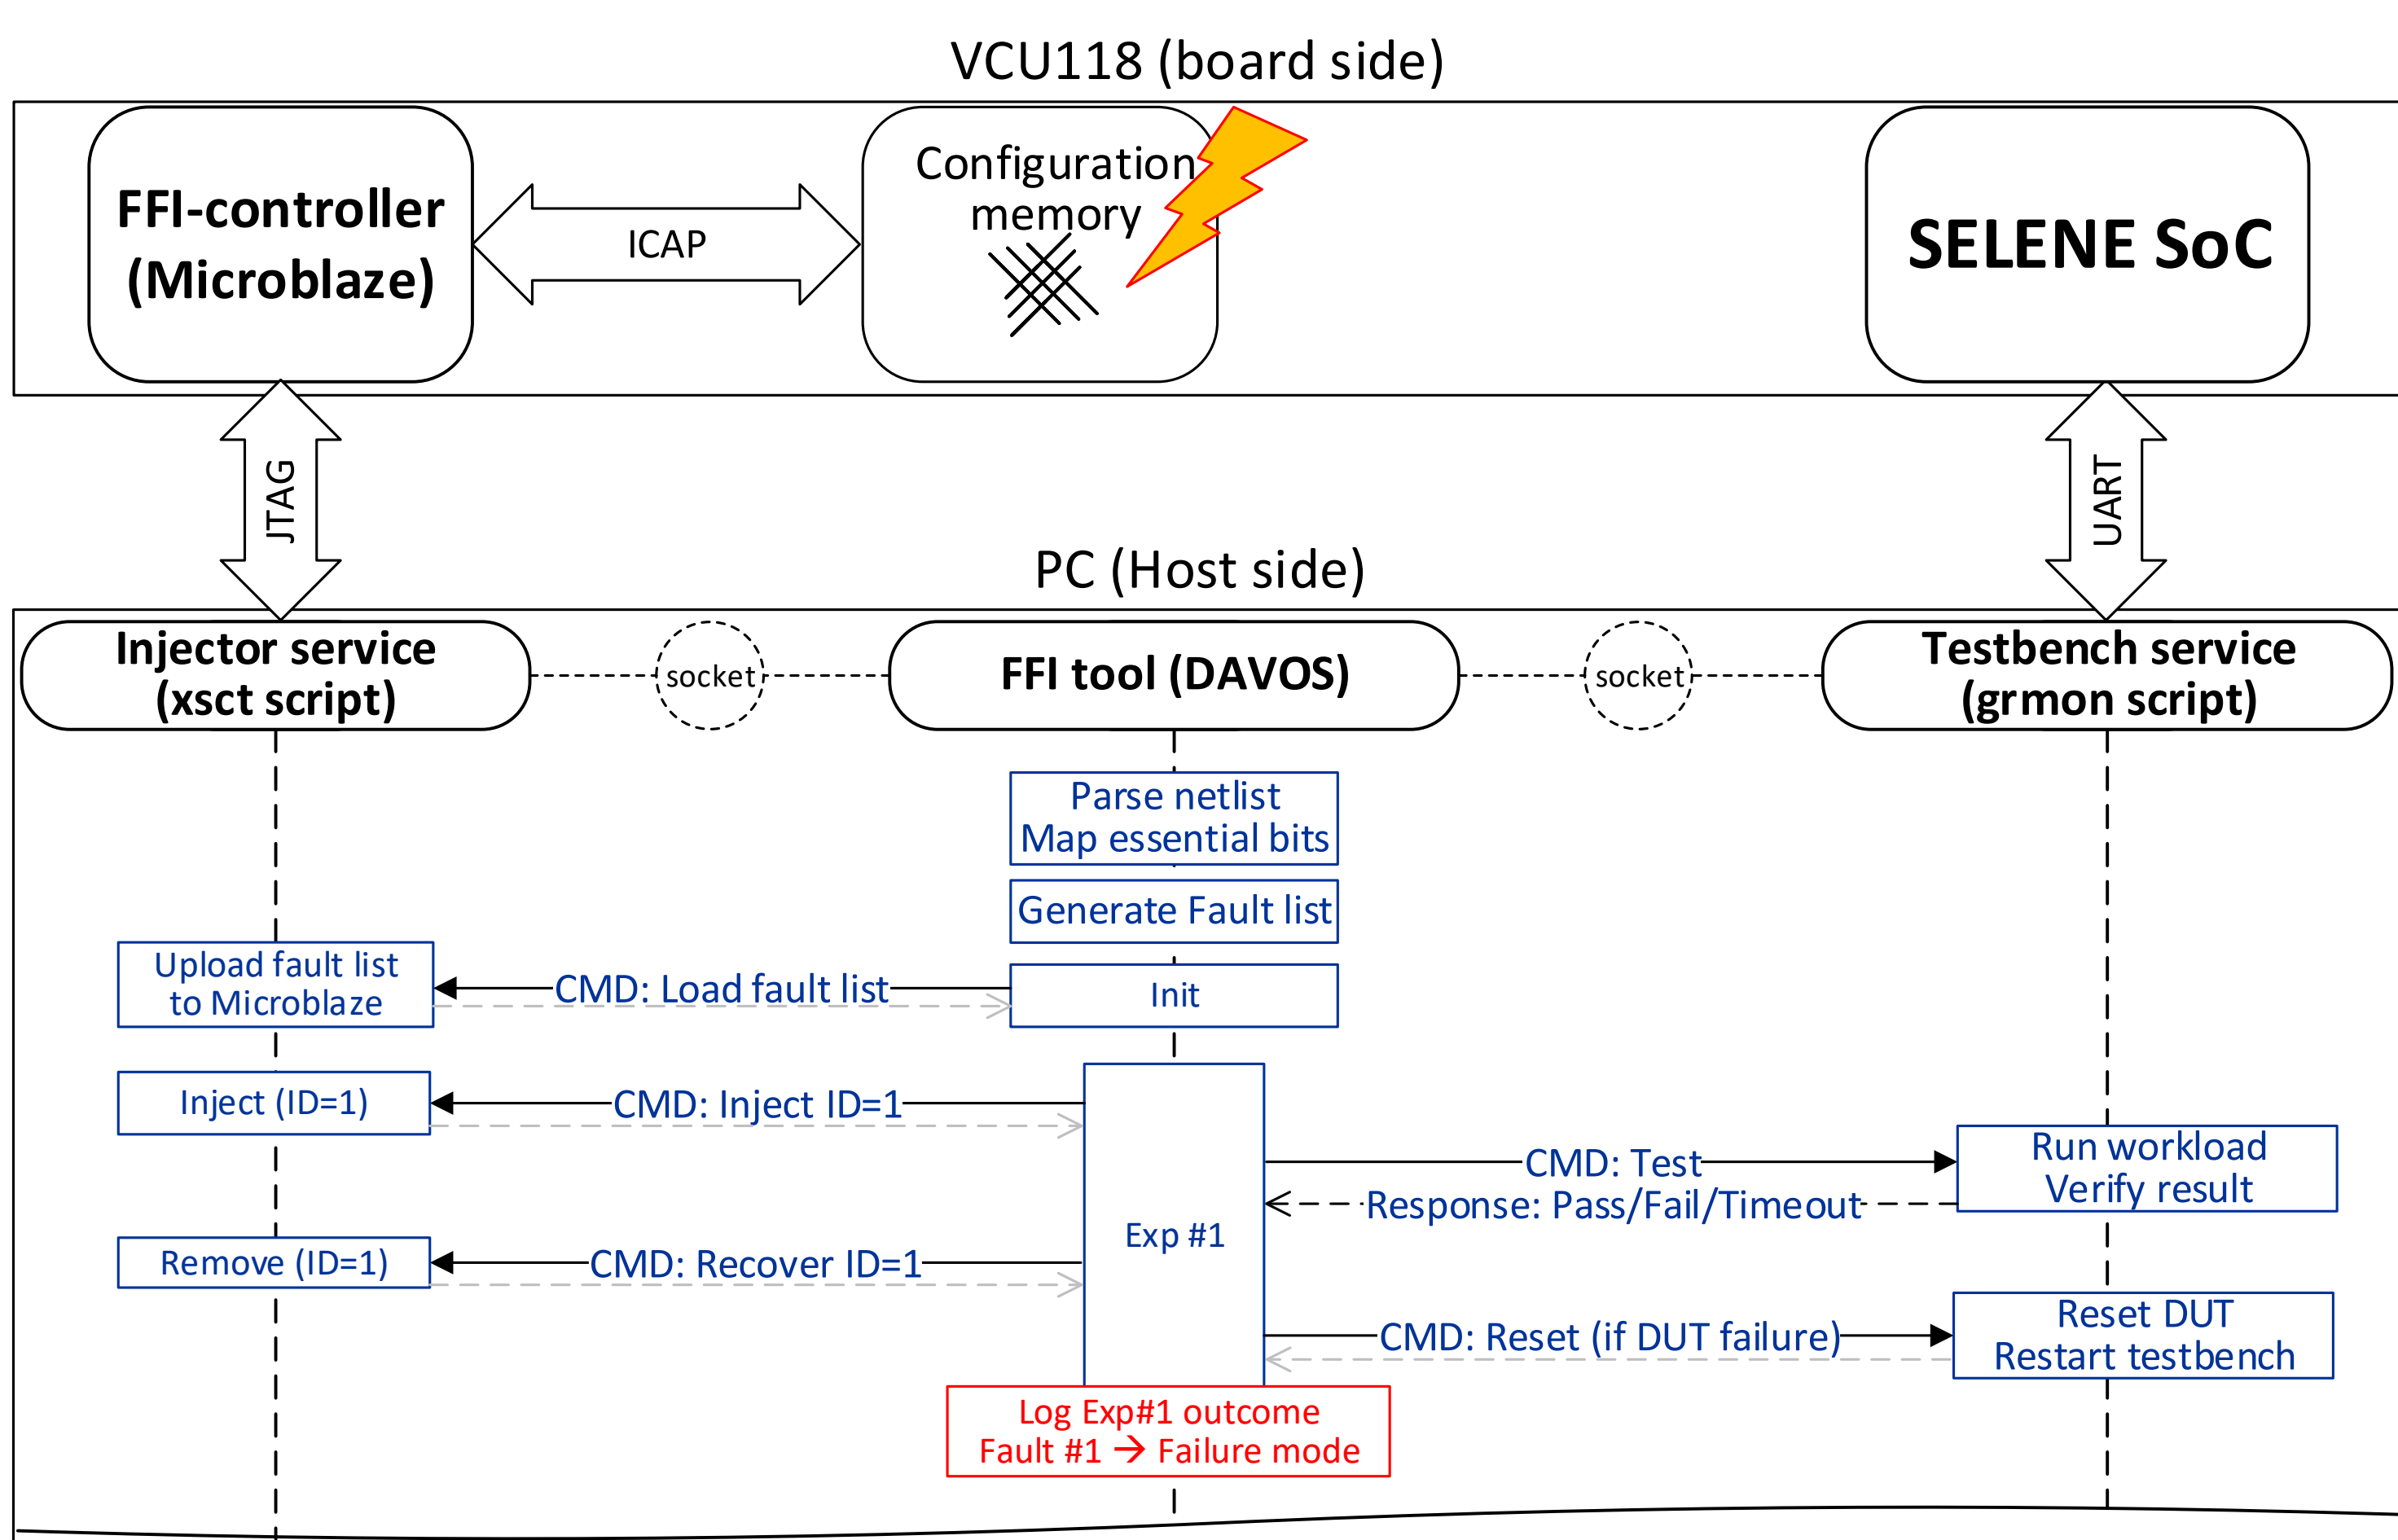 VCU118 (board side)
FFI-controller
(Microblaze)
ICAP
Configuration
memory
SELENE SoC
JTAG
UART
PC (Host side)
Injector service
(xsct script)
socket
FFI tool (DAVOS)
socket
Testbench service
(grmon script)
Parse netlist
Map essential bits
Generate Fault list
Upload fault list
to Microblaze
CMD: Load fault list
Init
Inject (ID=1)
CMD: Inject ID=1
CMD: Test
Run workload
Verify result
Response: Pass/Fail/Timeout
Exp #1
Remove (ID=1)
CMD: Recover ID=1
CMD: Reset (if DUT failure)
Reset DUT
Restart testbench
Log Exp#1 outcome
Fault #1 → Failure mode